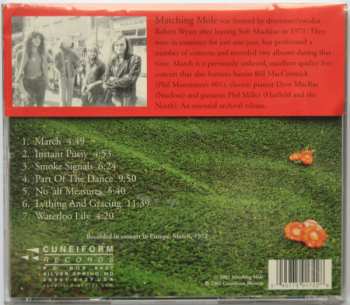 Matching Mole was formed by drummer/vocalist
Robert Wyatt after leaving Soft Machine in 1971. They
were in existence for just one year, but performed a
number of concerts and recorded two albums during that
time. March is a previously unheard, excellent quality live
concert that also features bassist Bill MacCormick
(Phil Manzanera's 801), electric pianist Dave MacRae
(Nucleus) and guitarist Phil Miller (Hatfield and the
North). An essential archival release.
1. March 4:49
2. Instant Pussy 4:53
3. Smoke Signals 6:24
4. Part Of The Dance 9:50
5. No 'alf Measures 6:40
6. Lything And Gracing 11:39
7. Waterloo Lily 4:20
Recorded in concert in Europe, March, 1972
CUNEIFORM
RECORDS
SILVER SPRING MD
2002 Matching Mole
2002 Cuneiform Records